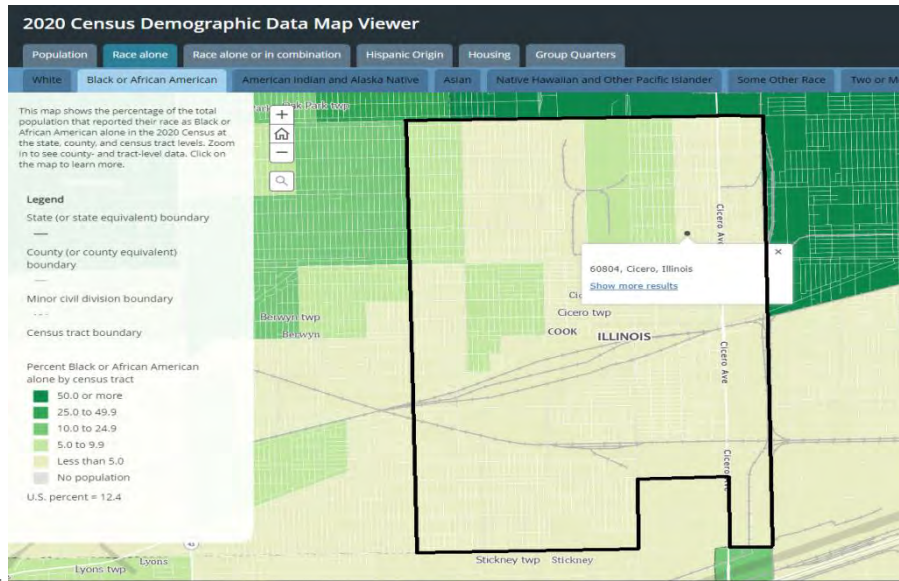 2020 Census Demographic Data Map Viewer
Population Race alone Race alone or in combination Hispanic Origin Housing Group Quarters
White Black or African American American Indian and Alaska Native Asian Native Hawaiian and Other Pacific Islander Some Other Race Two or M
This map shows the percentage of the total
population that reported their race as Black or
African American alone in the 2020 Census at
the state, county, and census tract levels. Zoom
in to see county- and tract-level data. Click on
the map to learn more.
Legend
State (or state equivalent) boundary
County (or county equivalent)
boundary
Minor civil division boundary
Census tract boundary
Percent Black or African American
alone by census tract
50.0 or more
25.0 to 49.9
10.0 to 24.9
5.0 to 9.9
Less than 5.0
No population
U.S. percent = 12.4
Oak Park twp
+
−
Cicero Ave
×
60804, Cicero, Illinois
Show more results
Cicero twp
Berwyn twp
Berwyn
COOK
ILLINOIS
Cicero Ave
Cicero Ave
43
Lyons twp
Lyons
Stickney twp
Stickney